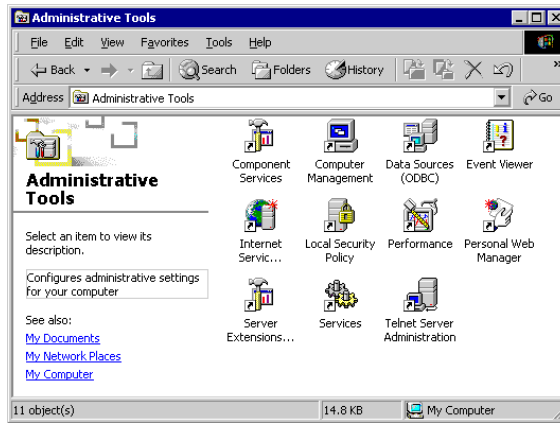 Administrative Tools
File Edit View Favorites Tools Help
Back Search Folders History »
Address Administrative Tools Go
Administrative
Tools
Select an item to view its
description.
Configures administrative settings
for your computer
See also:
My Documents
My Network Places
My Computer
Component
Services
Computer
Management
Data Sources
(ODBC)
Event Viewer
Internet
Servic...
Local Security
Policy
Performance
Personal Web
Manager
Server
Extensions...
Services
Telnet Server
Administration
11 object(s) 14.8 KB My Computer